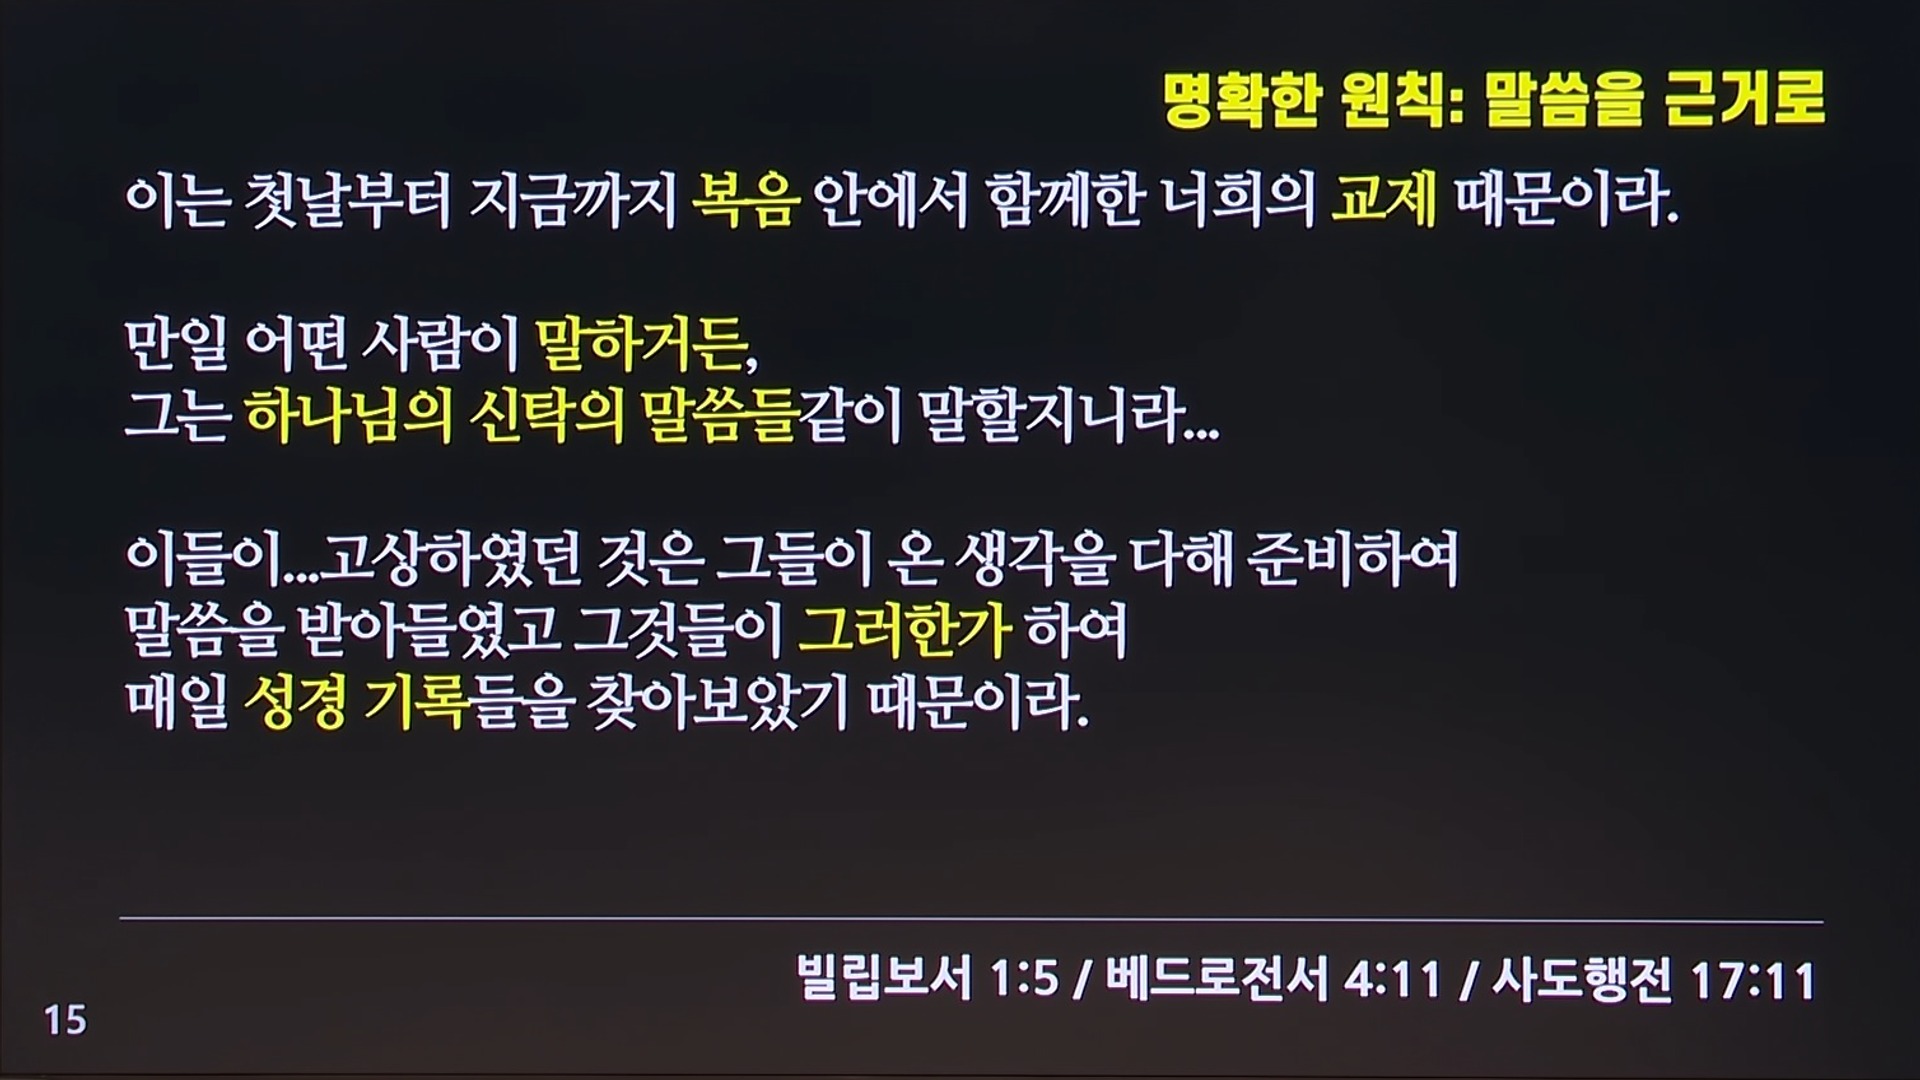 명확한 원칙: 말씀을 근거로
이는 첫날부터 지금까지 복음 안에서 함께한 너희의 교제 때문이라.
만일 어떤 사람이 말하거든,
그는 하나님의 신탁의 말씀들같이 말할지니라...
이들이...고상하였던 것은 그들이 온 생각을 다해 준비하여
말씀을 받아들였고 그것들이 그러한가 하여
매일 성경 기록들을 찾아보았기 때문이라.
빌립보서 1:5 / 베드로전서 4:11 / 사도행전 17:11
15